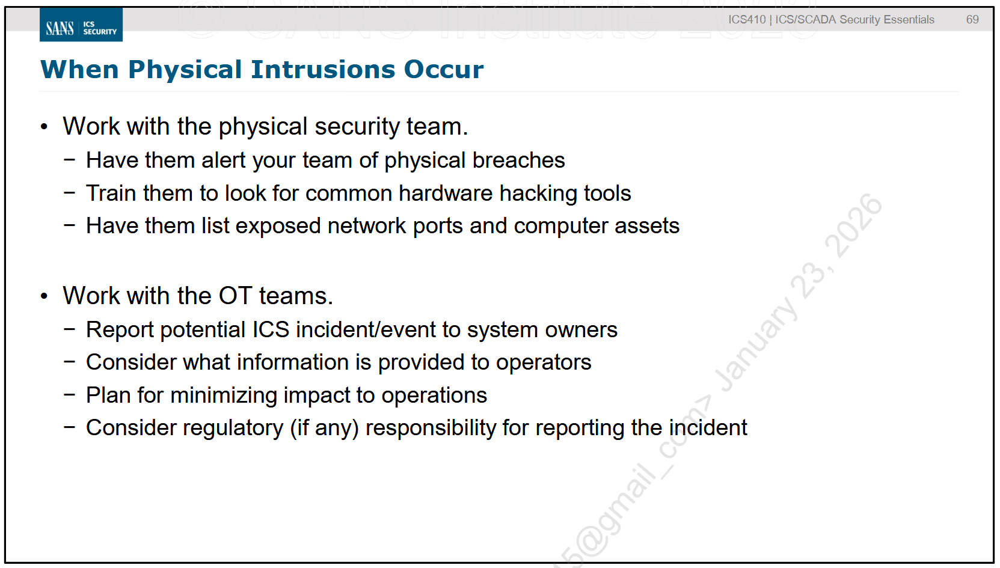 © SANS Institute 2026
SANS | ICS SECURITY
ICS410 | ICS/SCADA Security Essentials 69
When Physical Intrusions Occur
• Work with the physical security team.
− Have them alert your team of physical breaches
− Train them to look for common hardware hacking tools
− Have them list exposed network ports and computer assets
• Work with the OT teams.
− Report potential ICS incident/event to system owners
− Consider what information is provided to operators
− Plan for minimizing impact to operations
− Consider regulatory (if any) responsibility for reporting the incident
5@gmail_com> January 23, 2026